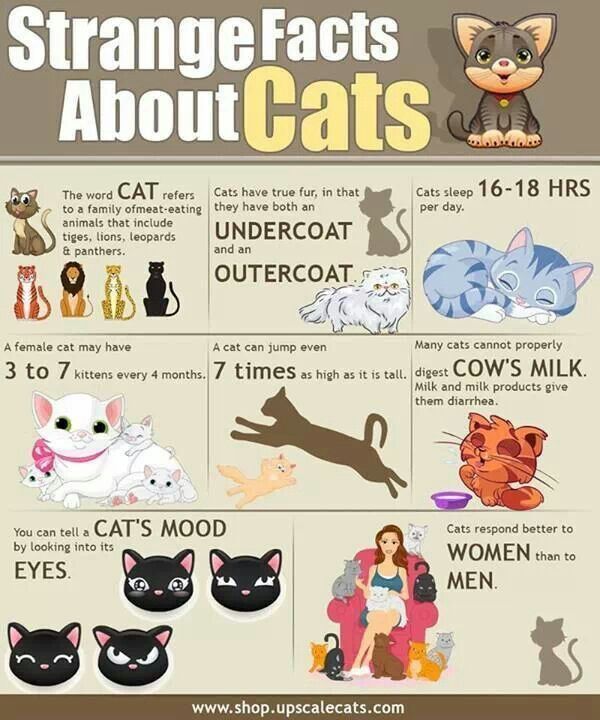 Strange Facts
About Cats
The word CAT refers
to a family ofmeat-eating
animals that include
tiges, lions, leopards
& panthers.
Cats have true fur, in that
they have both an
UNDERCOAT
and an
OUTERCOAT.
Cats sleep 16-18 HRS
per day.
A female cat may have
3 to 7 kittens every 4 months.
A cat can jump even
7 times as high as it is tall.
Many cats cannot properly
digest COW'S MILK.
Milk and milk products give
them diarrhea.
You can tell a CAT'S MOOD
by looking into its
EYES.
Cats respond better to
WOMEN than to
MEN.
www.shop.upscalecats.com